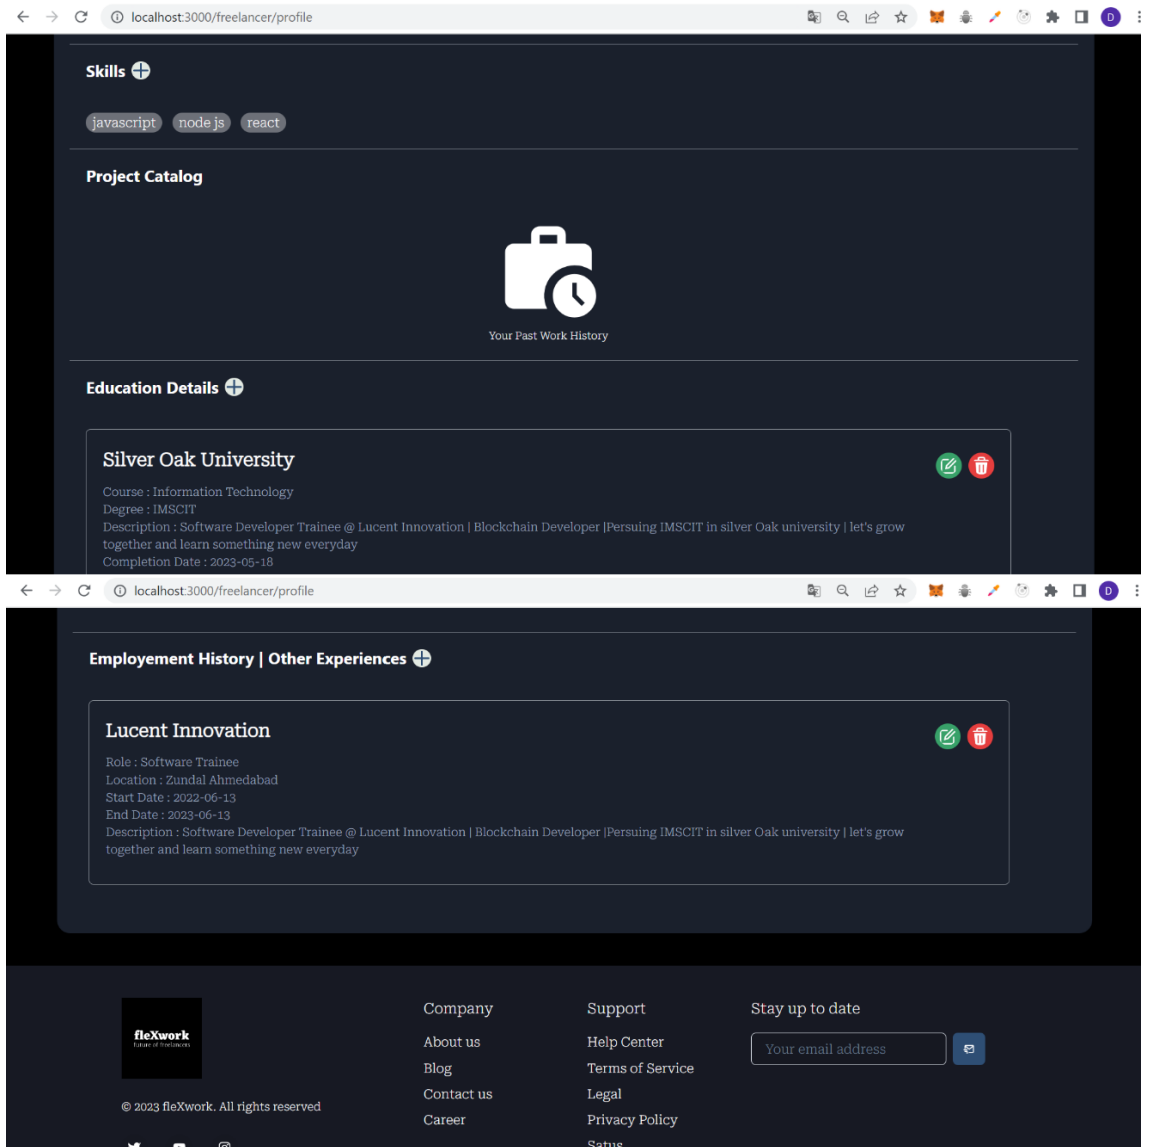 localhost:3000/freelancer/profile
D
Skills
javascript node js react
Project Catalog
Your Past Work History
Education Details
Silver Oak University
Course : Information Technology
Degree : IMSCIT
Description : Software Developer Trainee @ Lucent Innovation | Blockchain Developer |Persuing IMSCIT in silver Oak university | let's grow
together and learn something new everyday
Completion Date : 2023-05-18
localhost:3000/freelancer/profile
D
Employement History | Other Experiences
Lucent Innovation
Role : Software Trainee
Location : Zundal Ahmedabad
Start Date : 2022-06-13
End Date : 2023-06-13
Description : Software Developer Trainee @ Lucent Innovation | Blockchain Developer |Persuing IMSCIT in silver Oak university | let's grow
together and learn something new everyday
fleXwork
future of freelancers
© 2023 fleXwork. All rights reserved
Company
About us
Blog
Contact us
Career
Support
Help Center
Terms of Service
Legal
Privacy Policy
Satus
Stay up to date
Your email address